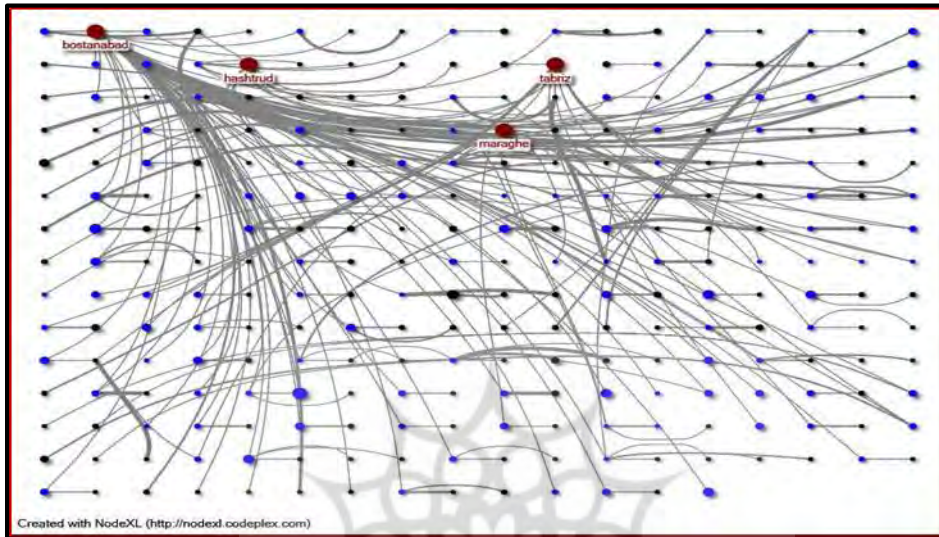 bostanabad
hashtrud
tabriz
maraghe
Created with NodeXL (http://nodexl.codeplex.com)